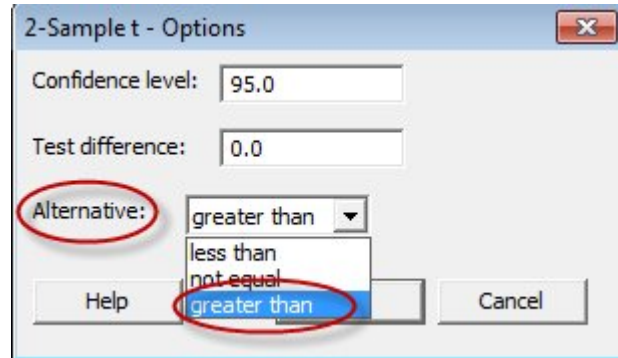 2-Sample t - Options
Confidence level: 95.0
Test difference: 0.0
Alternative: greater than
less than
not equal
greater than
Help Cancel